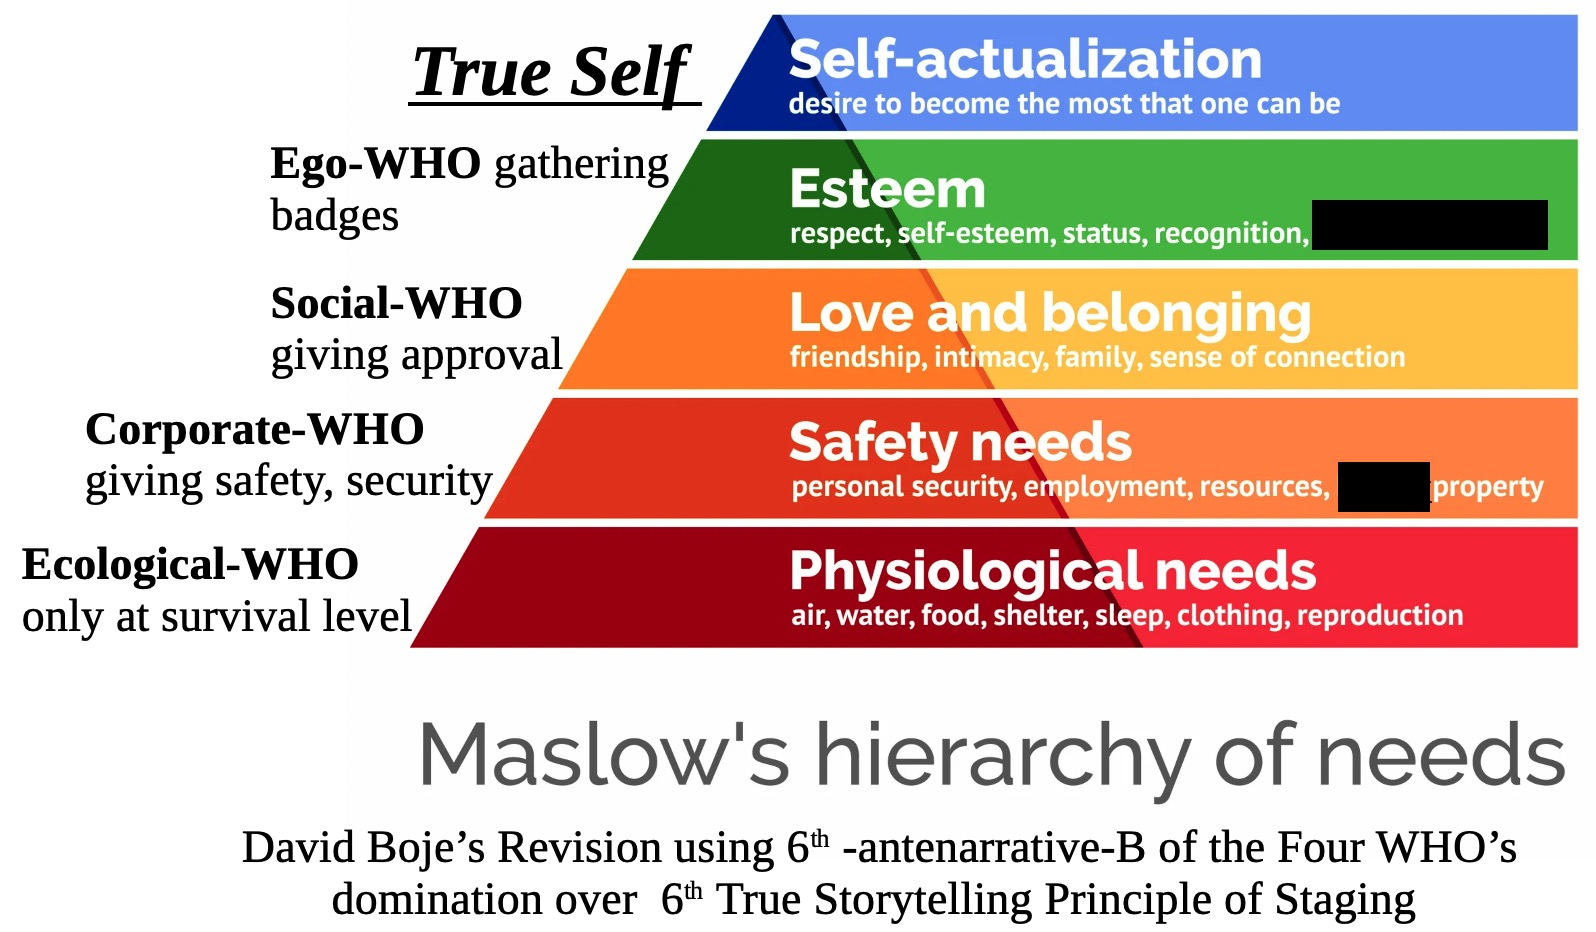 True Self
Self-actualization
desire to become the most that one can be
Ego-WHO gathering
badges
Esteem
respect, self-esteem, status, recognition,
Social-WHO
giving approval
Love and belonging
friendship, intimacy, family, sense of connection
Corporate-WHO
giving safety, security
Safety needs
personal security, employment, resources, property
Ecological-WHO
only at survival level
Physiological needs
air, water, food, shelter, sleep, clothing, reproduction
Maslow's hierarchy of needs
David Boje’s Revision using 6th -antenarrative-B of the Four WHO’s
domination over 6th True Storytelling Principle of Staging